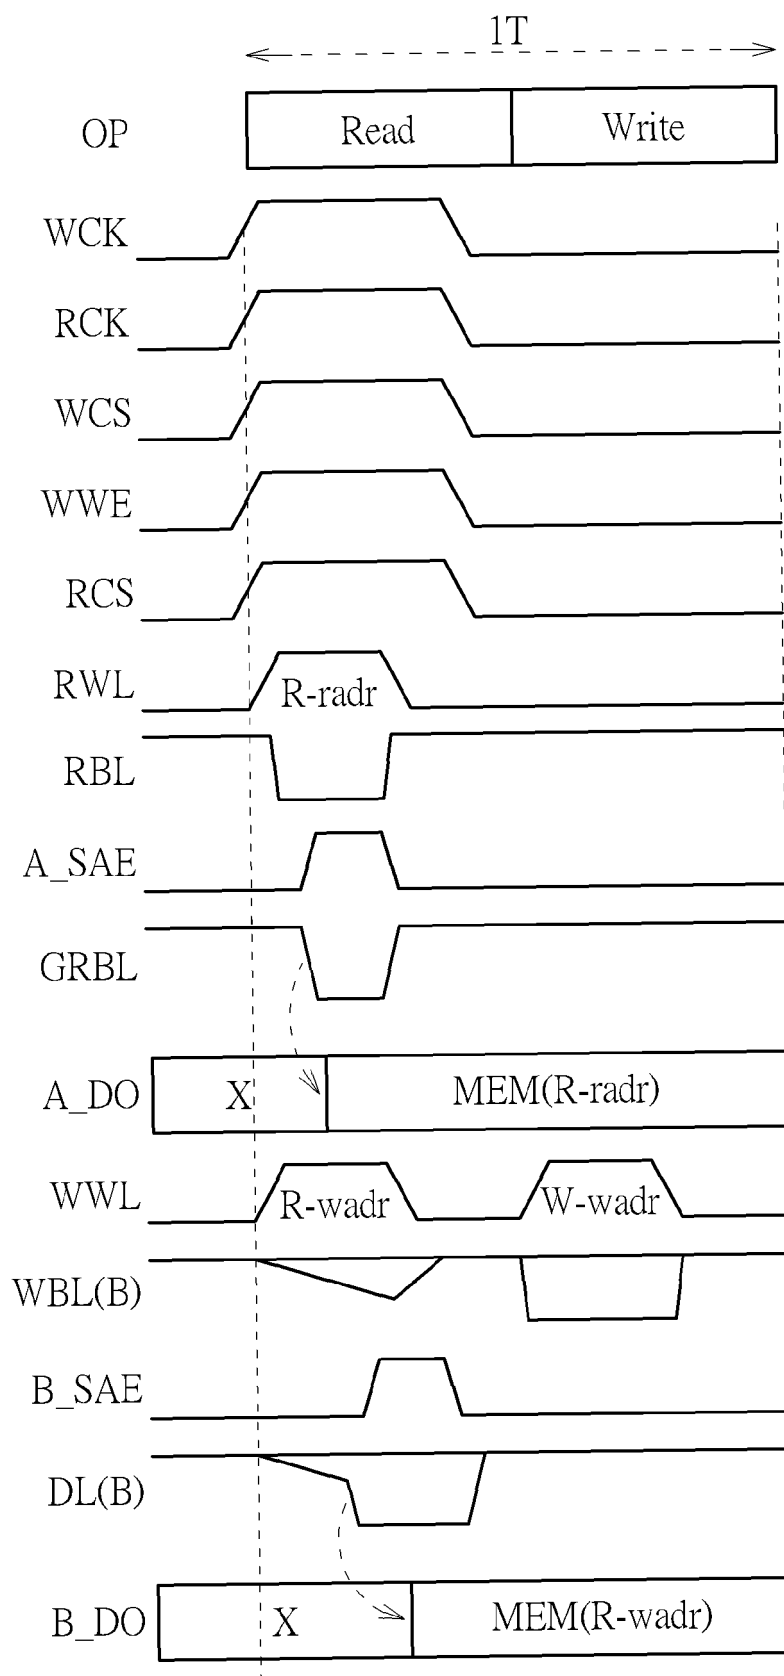 1T
OP Read Write
WCK
RCK
WCS
WWE
RCS
RWL R-radr
RBL
A_SAE
GRBL
A_DO X MEM(R-radr)
WWL R-wadr W-wadr
WBL(B)
B_SAE
DL(B)
B_DO X MEM(R-wadr)